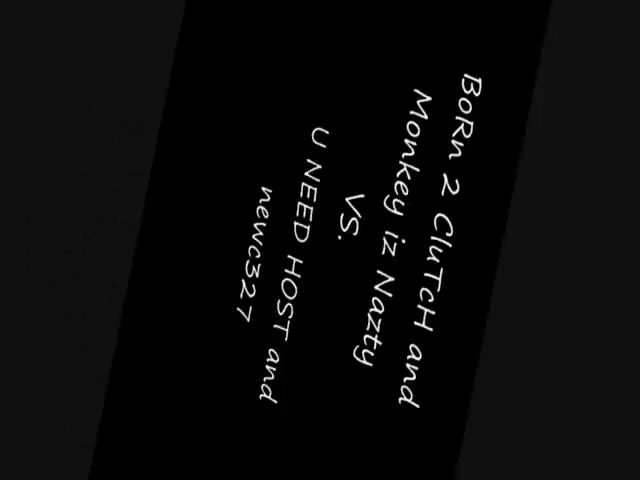 BoRn 2 CluTcH and
Monkey iz Nazty
VS.
U NEED HOST and
newc327